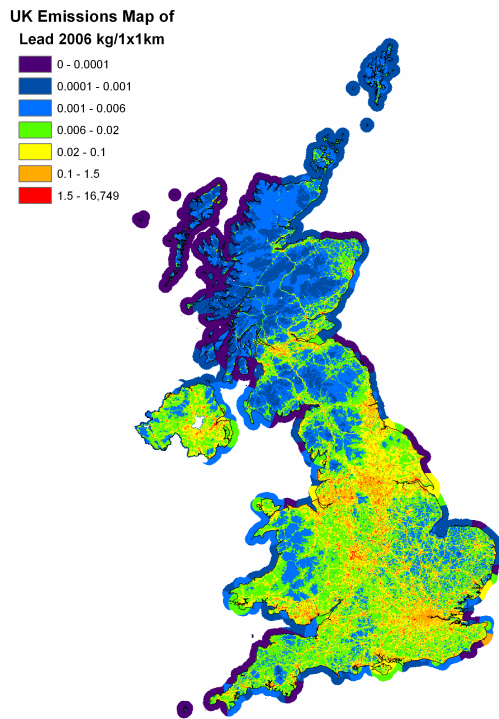 UK Emissions Map of
Lead 2006 kg/1x1km
0 - 0.0001
0.0001 - 0.001
0.001 - 0.006
0.006 - 0.02
0.02 - 0.1
0.1 - 1.5
1.5 - 16,749